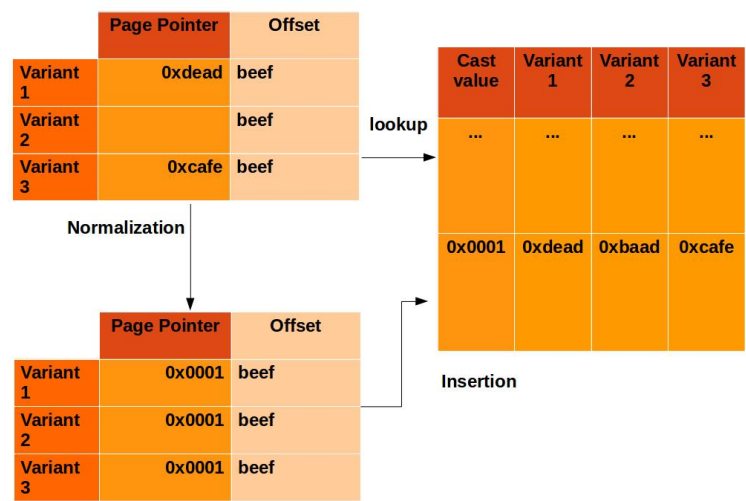 Page Pointer Offset
Variant 1 0xdead beef
Variant 2 beef
Variant 3 0xcafe beef
lookup
Cast value Variant 1 Variant 2 Variant 3
... ... ... ...
0x0001 0xdead 0xbaad 0xcafe
Normalization
Page Pointer Offset
Variant 1 0x0001 beef
Variant 2 0x0001 beef
Variant 3 0x0001 beef
Insertion